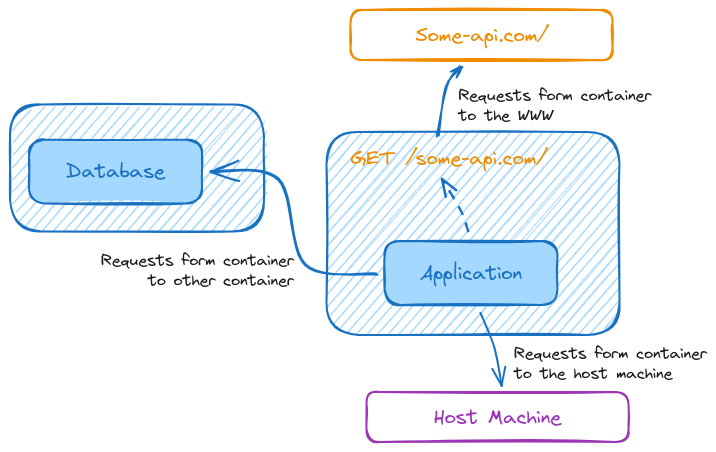 Some-api.com/
Requests form container
to the WWW
GET /some-api.com/
Database
Requests form container
to other container
Application
Requests form container
to the host machine
Host Machine